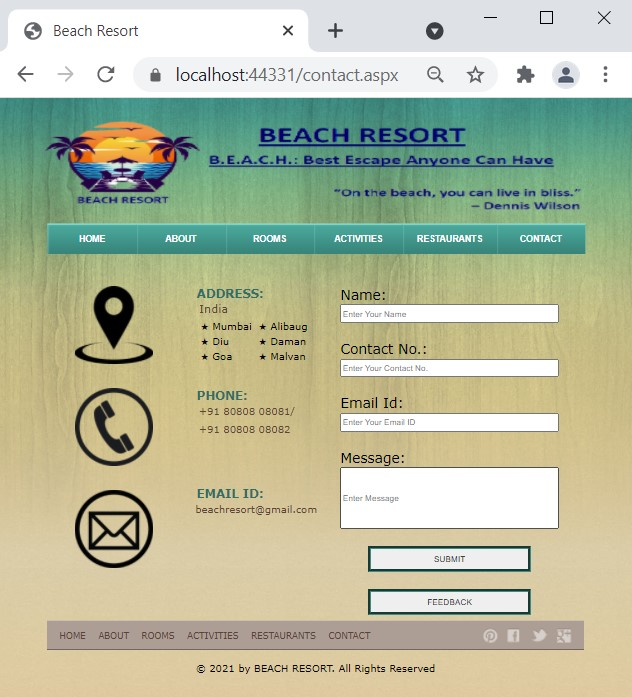 Beach Resort
localhost:44331/contact.aspx
BEACH RESORT
B.E.A.C.H.: Best Escape Anyone Can Have
BEACH RESORT
"On the beach, you can live in bliss."
– Dennis Wilson
HOME ABOUT ROOMS ACTIVITIES RESTAURANTS CONTACT
ADDRESS:
India
★ Mumbai ★ Alibaug
★ Diu ★ Daman
★ Goa ★ Malvan
PHONE:
+91 80808 08081/
+91 80808 08082
EMAIL ID:
beachresort@gmail.com
Name:
Enter Your Name
Contact No.:
Enter Your Contact No.
Email Id:
Enter Your Email ID
Message:
Enter Message
SUBMIT
FEEDBACK
HOME ABOUT ROOMS ACTIVITIES RESTAURANTS CONTACT
© 2021 by BEACH RESORT. All Rights Reserved